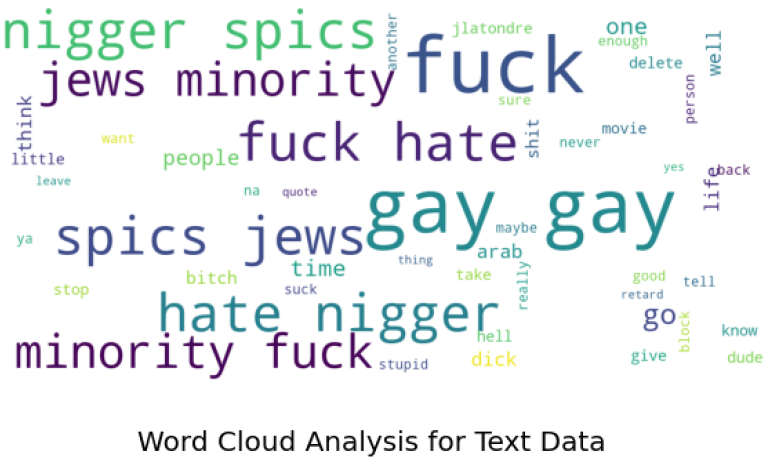 nigger spics
another
jlatondre
one
enough
well
jews minority
fuck
delete
sure
person
think
want
fuck hate
shit
movie
never
little
people
yes
back
life
leave
na
quote
gay gay
spics jews
maybe
ya
arab
thing
time
bitch
take
really
good
tell
stop
suck
retard
hate nigger
go
block
know
hell
minority fuck
stupid
dick
give
dude
Word Cloud Analysis for Text Data